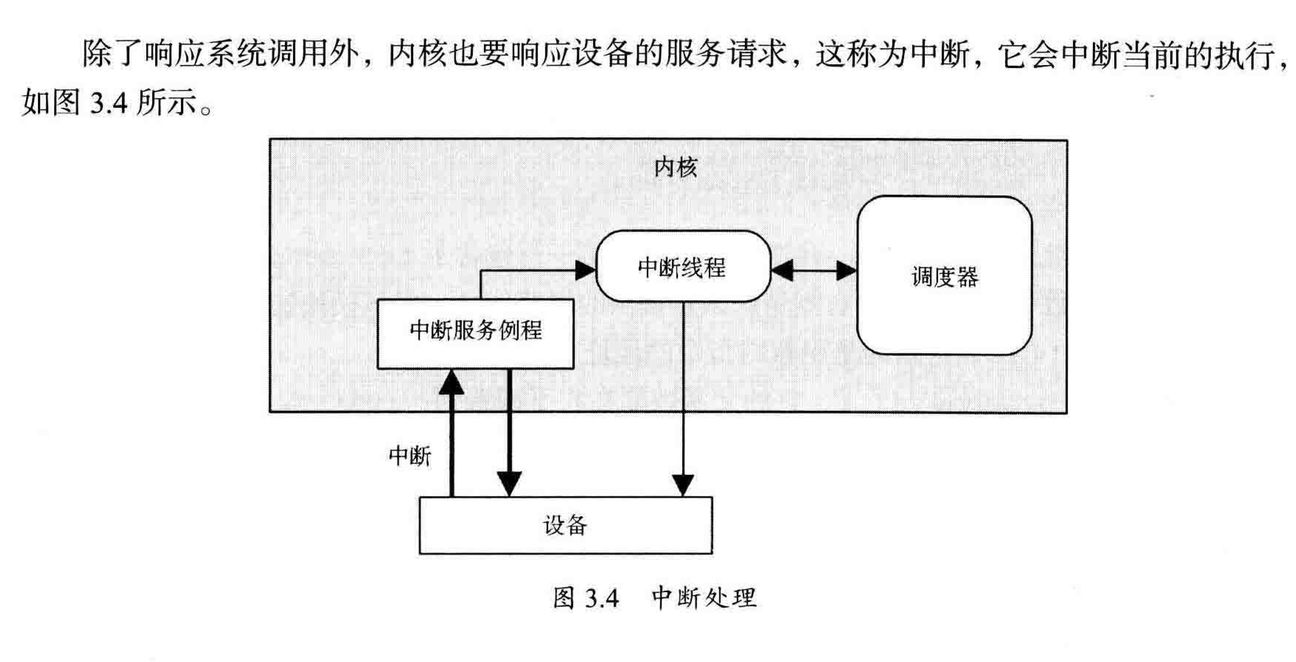 除了响应系统调用外，内核也要响应设备的服务请求，这称为中断，它会中断当前的执行，
如图 3.4 所示。
内核
中断线程
调度器
中断服务例程
中断
设备
图 3.4 中断处理